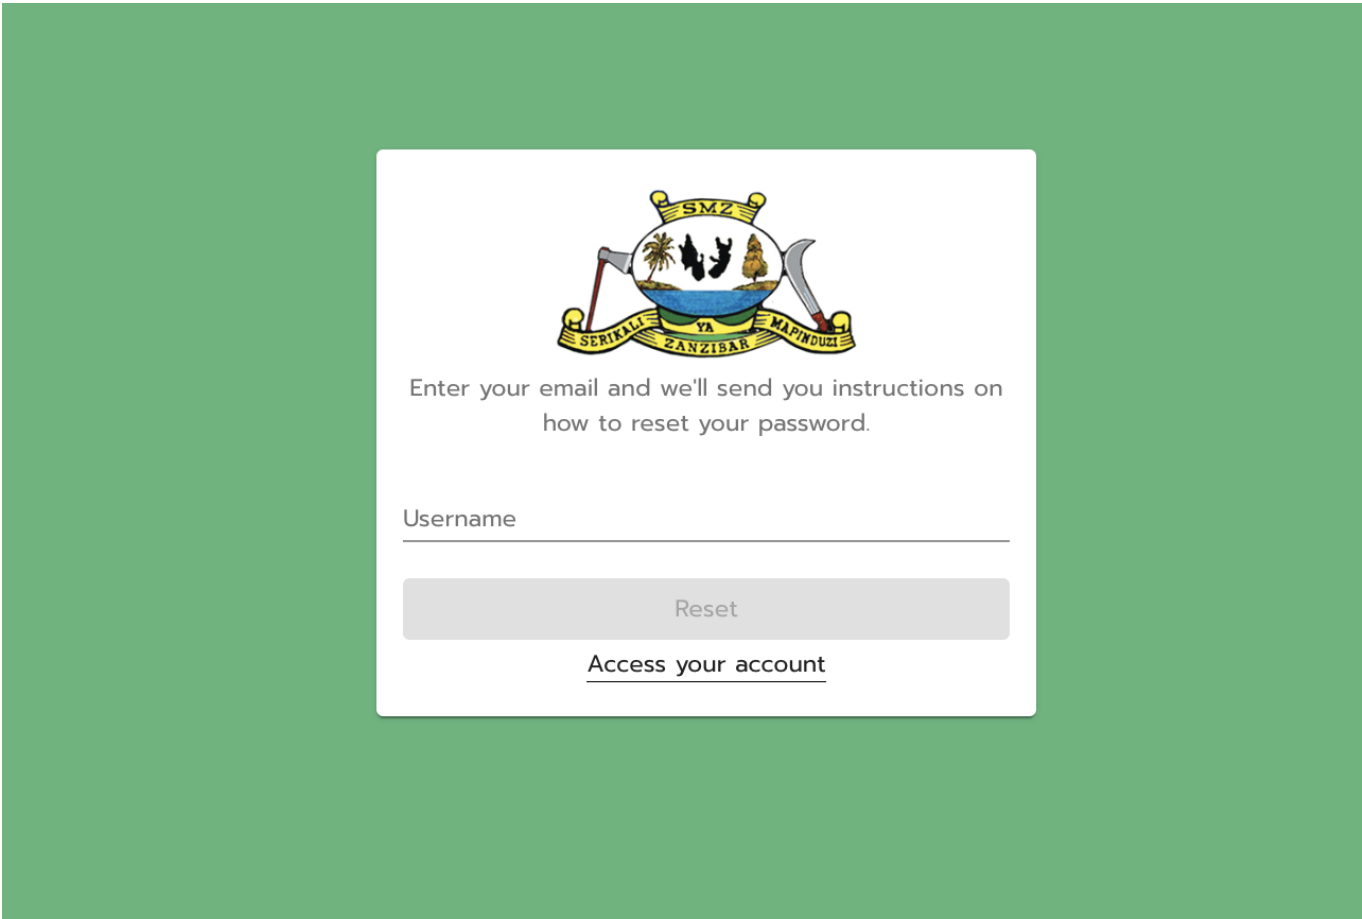 SMZ
SERIKALI YA MAPINDUZI
ZANZIBAR
Enter your email and we'll send you instructions on
how to reset your password.
Username
Reset
Access your account